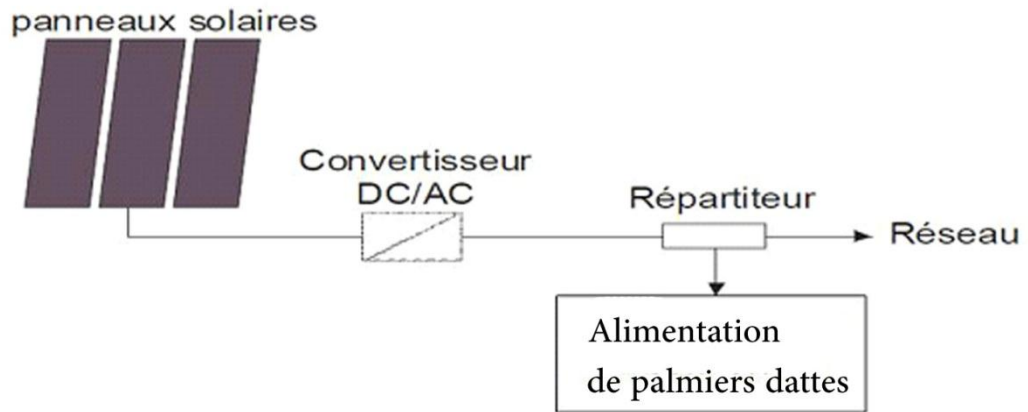 panneaux solaires
Convertisseur
DC/AC
Répartiteur
Réseau
Alimentation
de palmiers dattes